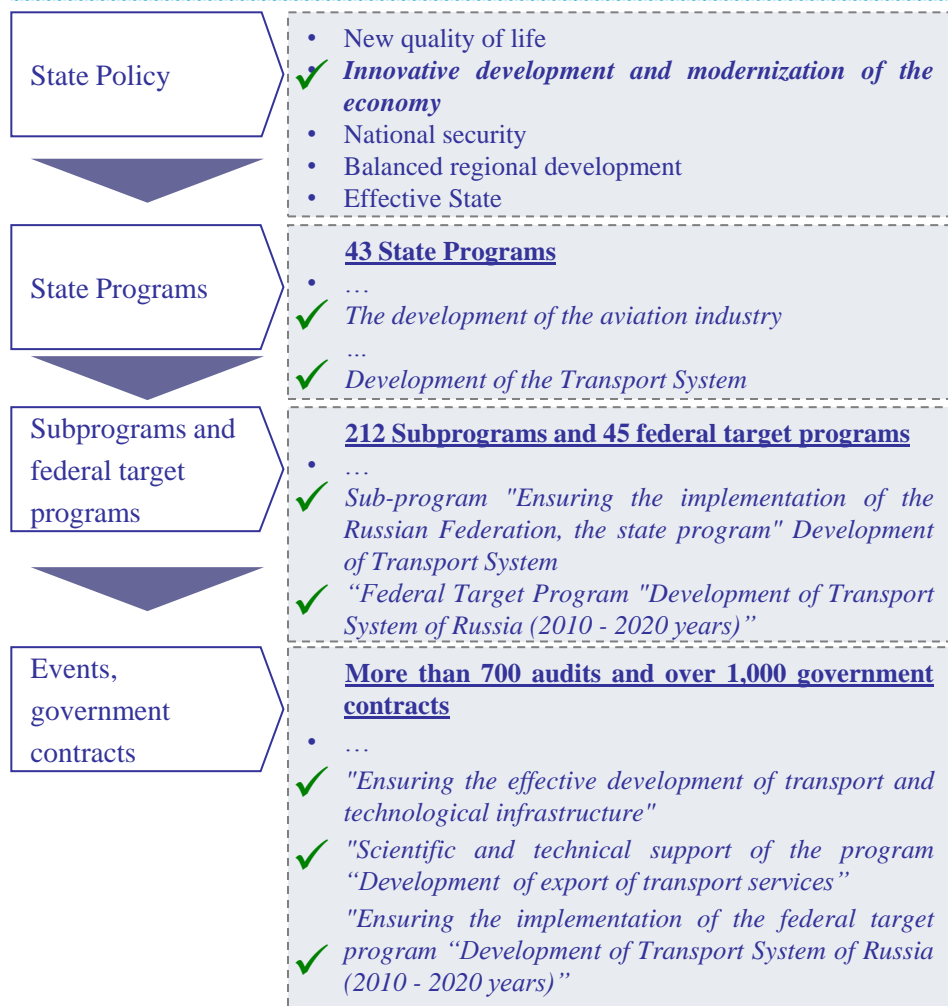 State Policy
• New quality of life
• Innovative development and modernization of the
economy
• National security
• Balanced regional development
• Effective State
State Programs
43 State Programs
• …
The development of the aviation industry
...
Development of the Transport System
Subprograms and
federal target
programs
212 Subprograms and 45 federal target programs
• …
Sub-program "Ensuring the implementation of the
Russian Federation, the state program" Development
of Transport System
“Federal Target Program "Development of Transport
System of Russia (2010 - 2020 years)”
Events,
government
contracts
More than 700 audits and over 1,000 government
contracts
• …
"Ensuring the effective development of transport and
technological infrastructure"
"Scientific and technical support of the program
“Development of export of transport services”
"Ensuring the implementation of the federal target
program “Development of Transport System of Russia
(2010 - 2020 years)”